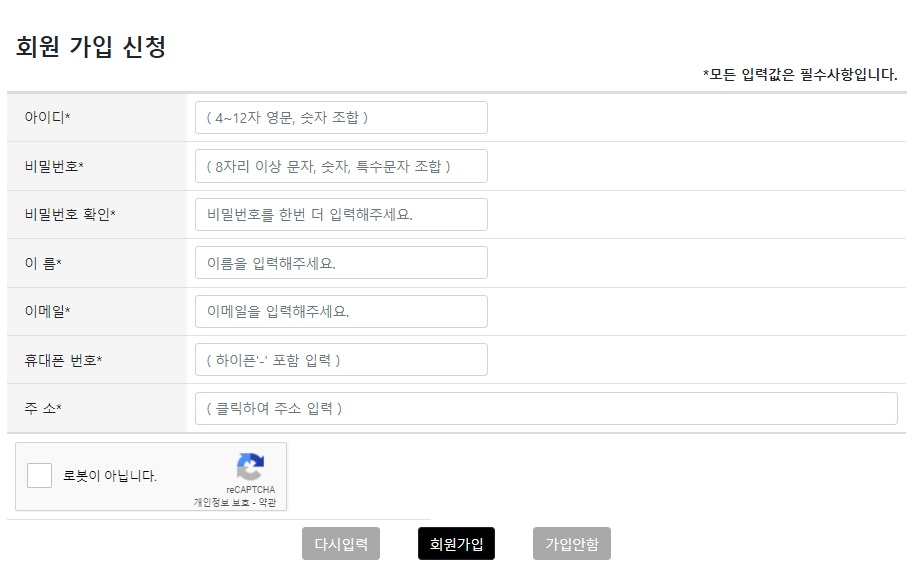 회원 가입 신청
*모든 입력값은 필수사항입니다.
아이디* ( 4~12자 영문, 숫자 조합 )
비밀번호* ( 8자리 이상 문자, 숫자, 특수문자 조합 )
비밀번호 확인* 비밀번호를 한번 더 입력해주세요.
이 름* 이름을 입력해주세요.
이메일* 이메일을 입력해주세요.
휴대폰 번호* ( 하이픈'-' 포함 입력 )
주 소* ( 클릭하여 주소 입력 )
로봇이 아닙니다.
reCAPTCHA
개인정보 보호 - 약관
다시입력 회원가입 가입안함